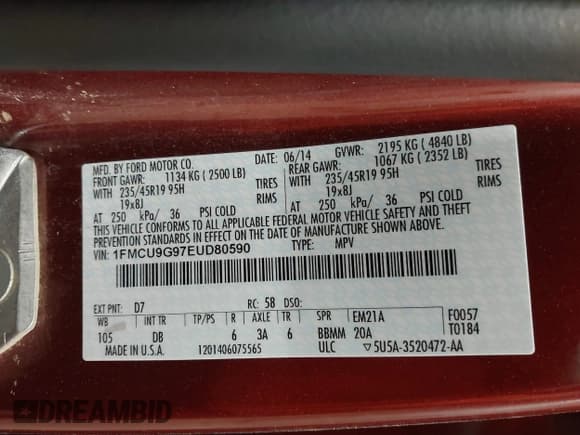 MFD. BY FORD MOTOR CO.
DATE: 06/14 GVWR: 2195 KG ( 4840 LB)
FRONT GAWR: 1134 KG ( 2500 LB) REAR GAWR: 1067 KG ( 2352 LB)
WITH 235/45R19 95H TIRES WITH 235/45R19 95H TIRES
19x8J RIMS 19x8J RIMS
AT 250 kPa/ 36 PSI COLD AT 250 kPa/ 36 PSI COLD
THIS VEHICLE CONFORMS TO ALL APPLICABLE FEDERAL MOTOR VEHICLE SAFETY AND THEFT
PREVENTION STANDARDS IN EFFECT ON THE DATE OF MANUFACTURE SHOWN ABOVE.
VIN: 1FMCU9G97EUD80590 TYPE: MPV
EXT PNT: D7 RC: 58 DSO:
WB INT TR TP/PS R AXLE TR SPR EM21A F0057
105 DB 6 3A 6 BBMM 20A T0184
MADE IN U.S.A. 1201406075565 ULC ▽5U5A-3520472-AA
DREAMBID